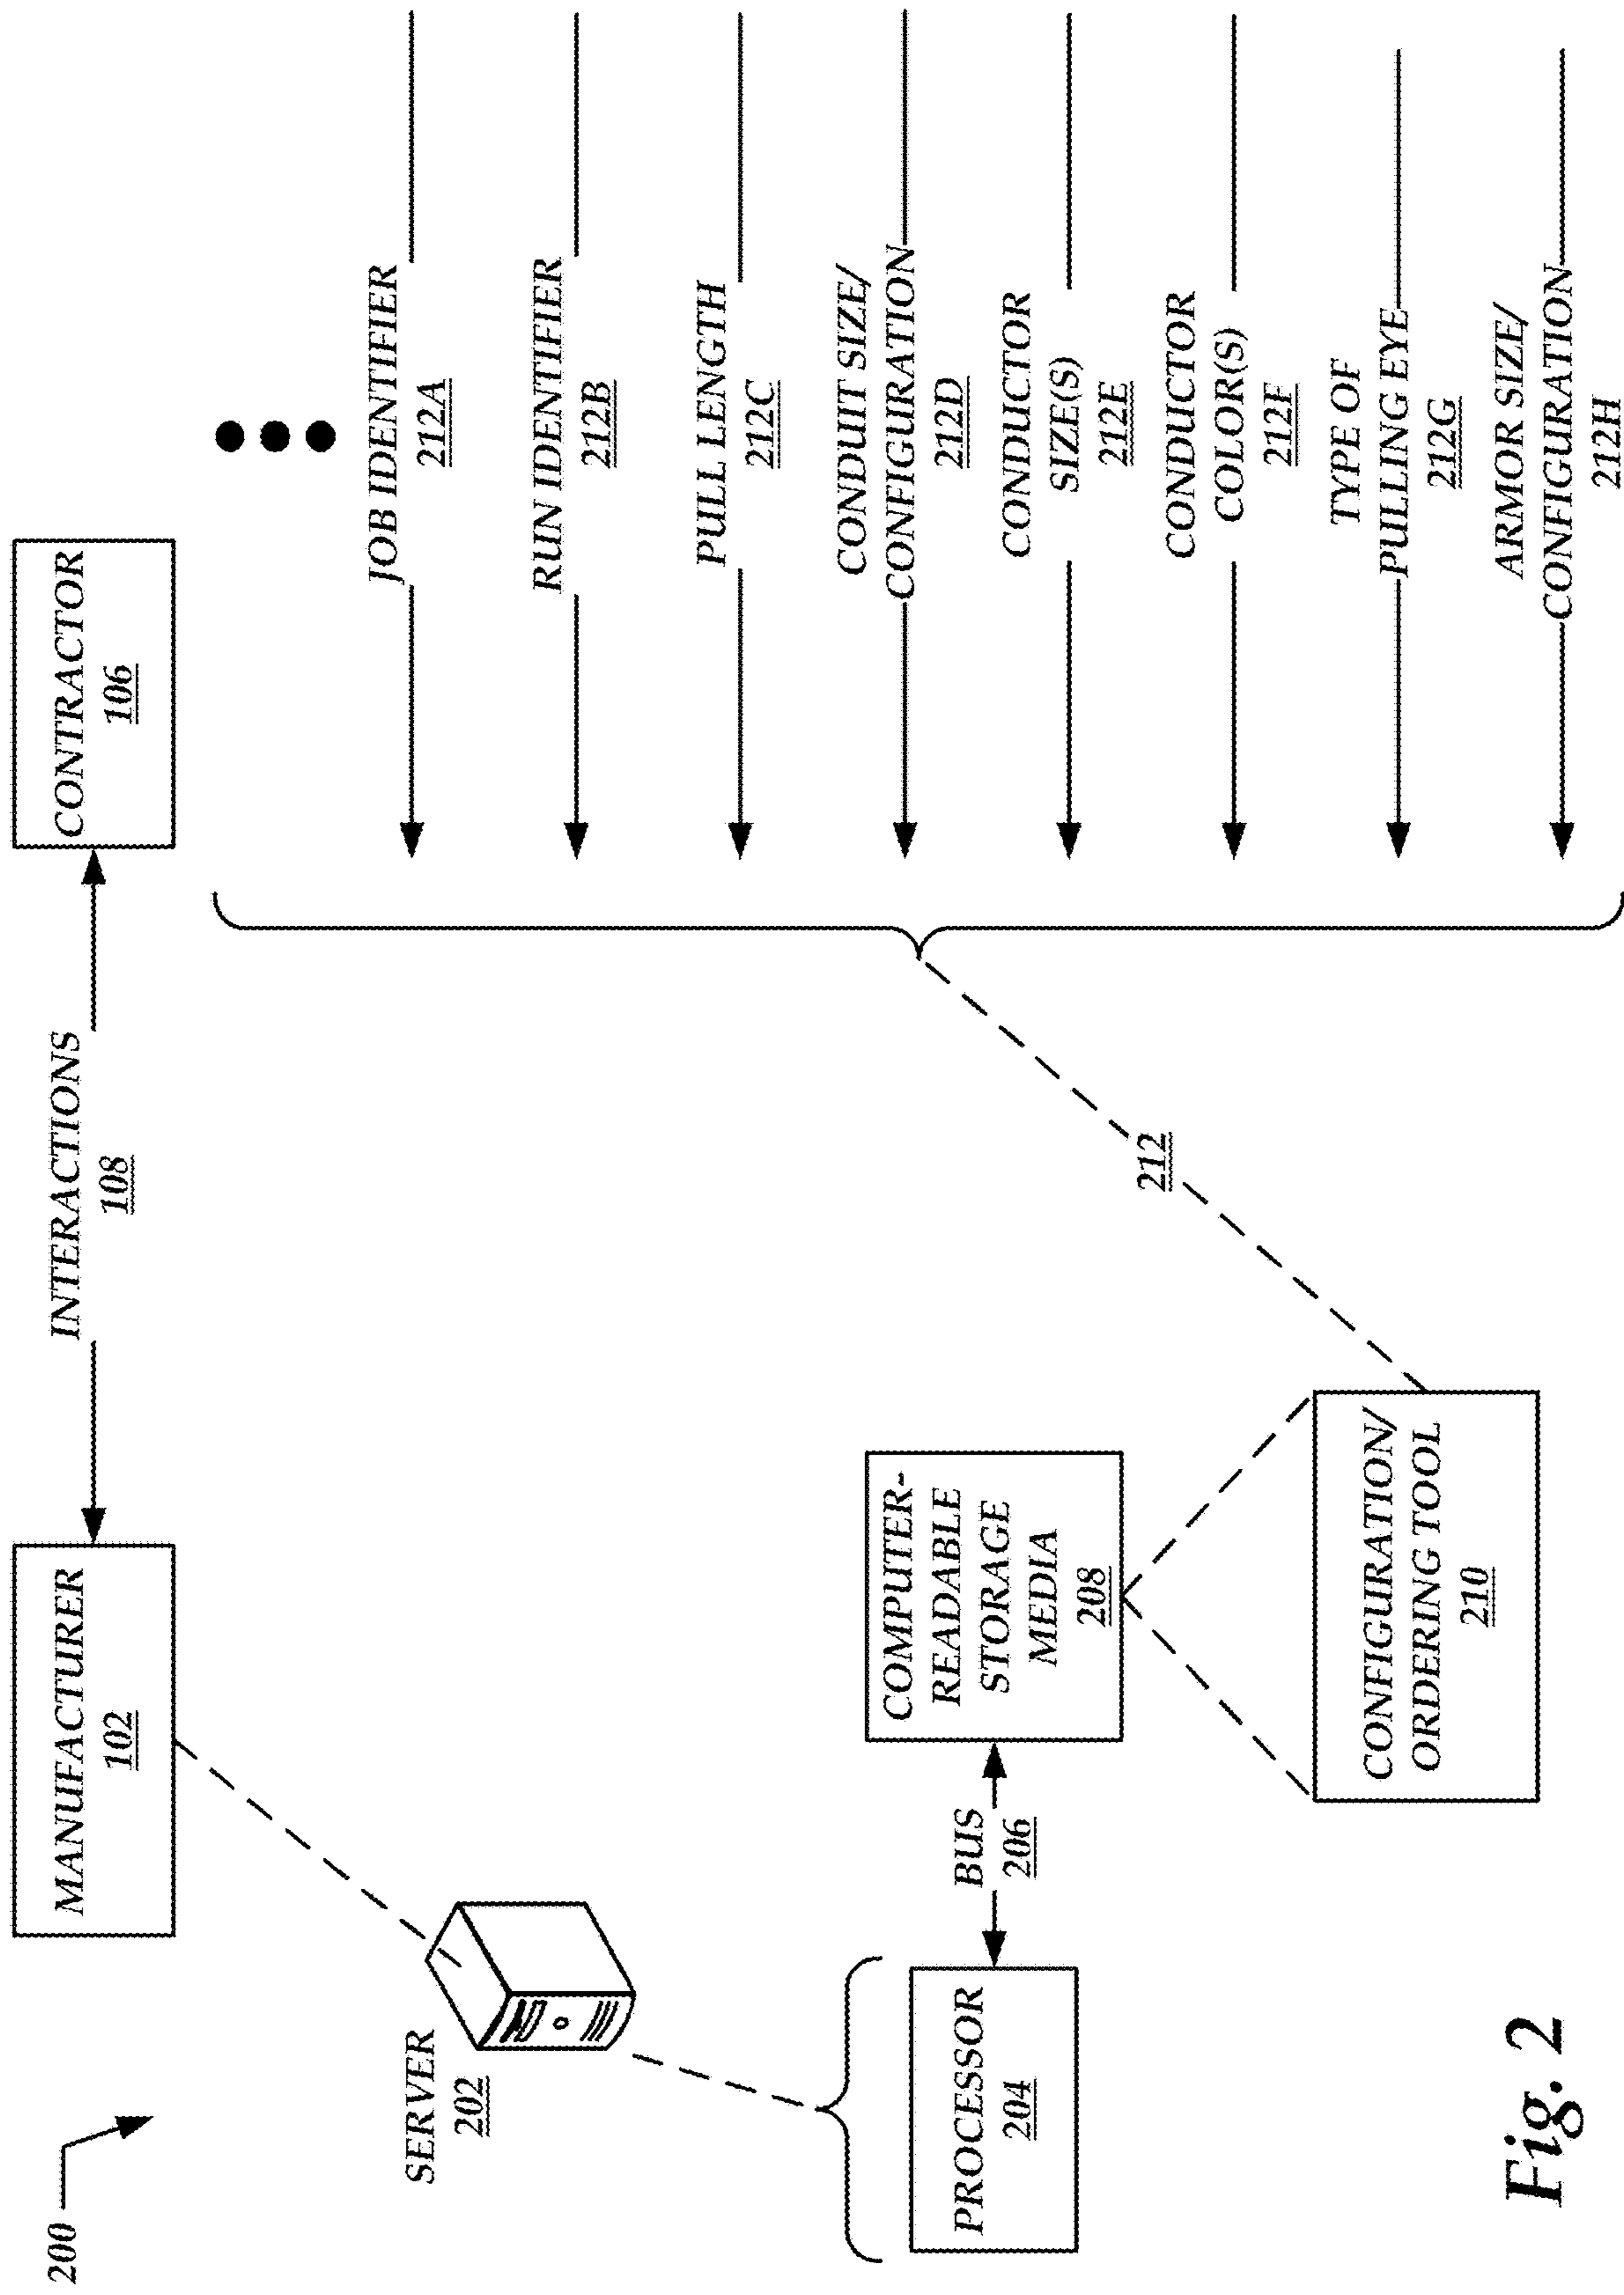 200
MANUFACTURER
102
INTERACTIONS
108
CONTRACTOR
106
SERVER
202
JOB IDENTIFIER
212A
RUN IDENTIFIER
212B
PULL LENGTH
212C
CONDUIT SIZE/
CONFIGURATION
212D
CONDUCTOR
SIZE(S)
212E
CONDUCTOR
COLOR(S)
212F
TYPE OF
PULLING EYE
212G
ARMOR SIZE/
CONFIGURATION
212H
PROCESSOR
204
BUS
206
COMPUTER-
READABLE
STORAGE
MEDIA
208
212
CONFIGURATION/
ORDERING TOOL
210
Fig. 2